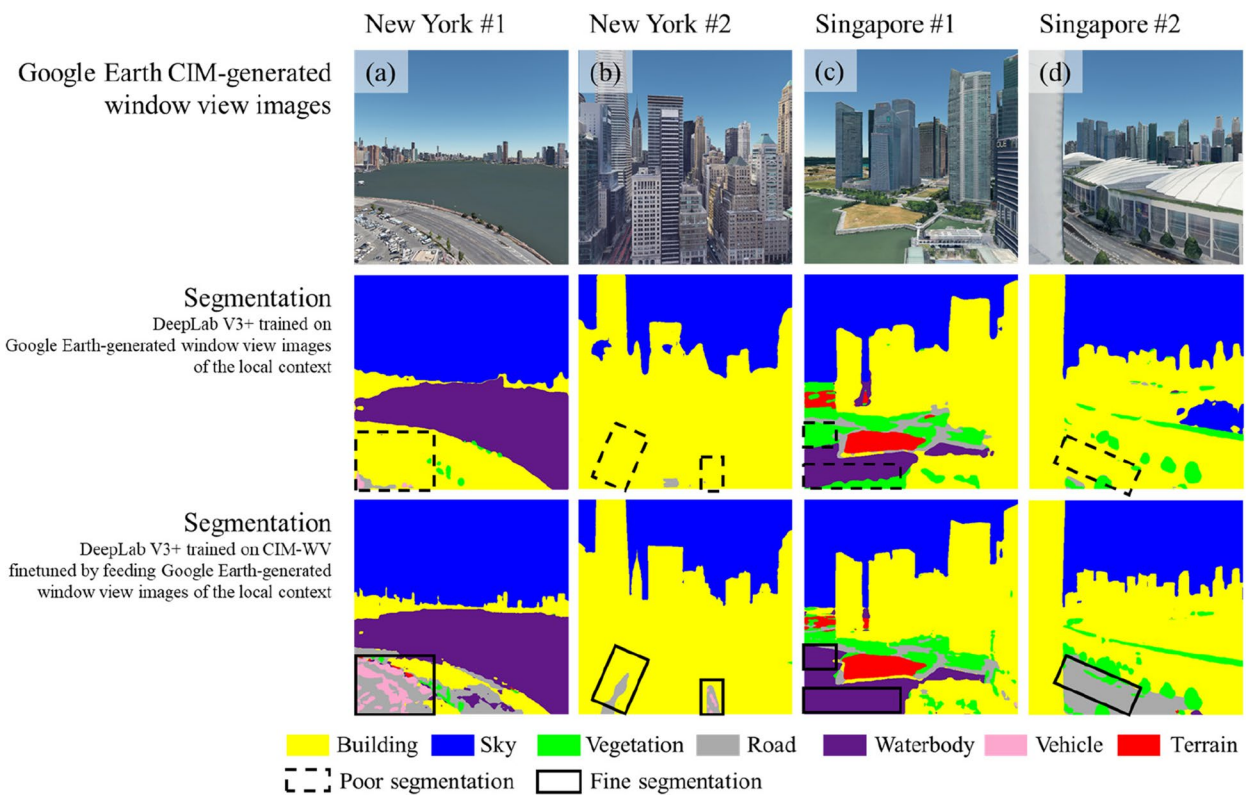 New York #1 New York #2 Singapore #1 Singapore #2
Google Earth CIM-generated
window view images
(a) (b) (c) (d)
Segmentation
DeepLab V3+ trained on
Google Earth-generated window view images
of the local context
Segmentation
DeepLab V3+ trained on CIM-WV
finetuned by feeding Google Earth-generated
window view images of the local context
Building Sky Vegetation Road Waterbody Vehicle Terrain
Poor segmentation Fine segmentation